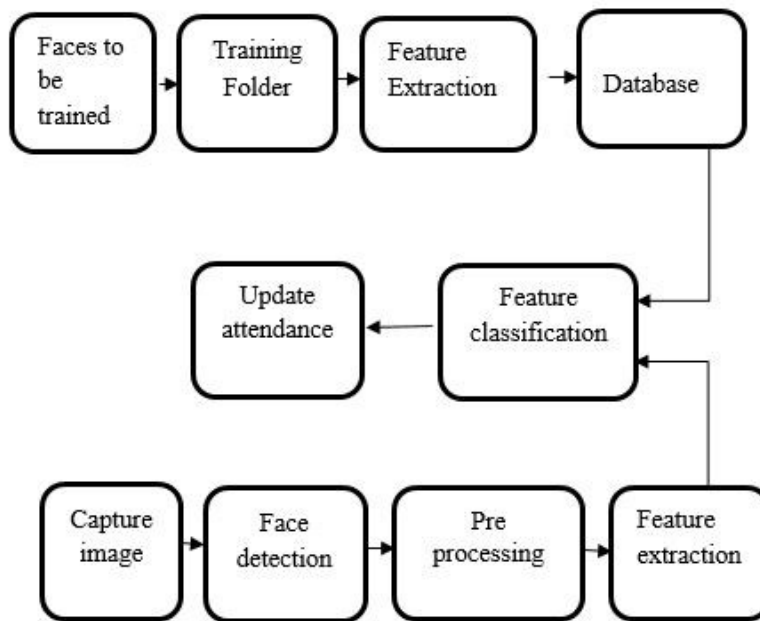 Faces to
be
trained
Training
Folder
Feature
Extraction
Database
Update
attendance
Feature
classification
Capture
image
Face
detection
Pre
processing
Feature
extraction